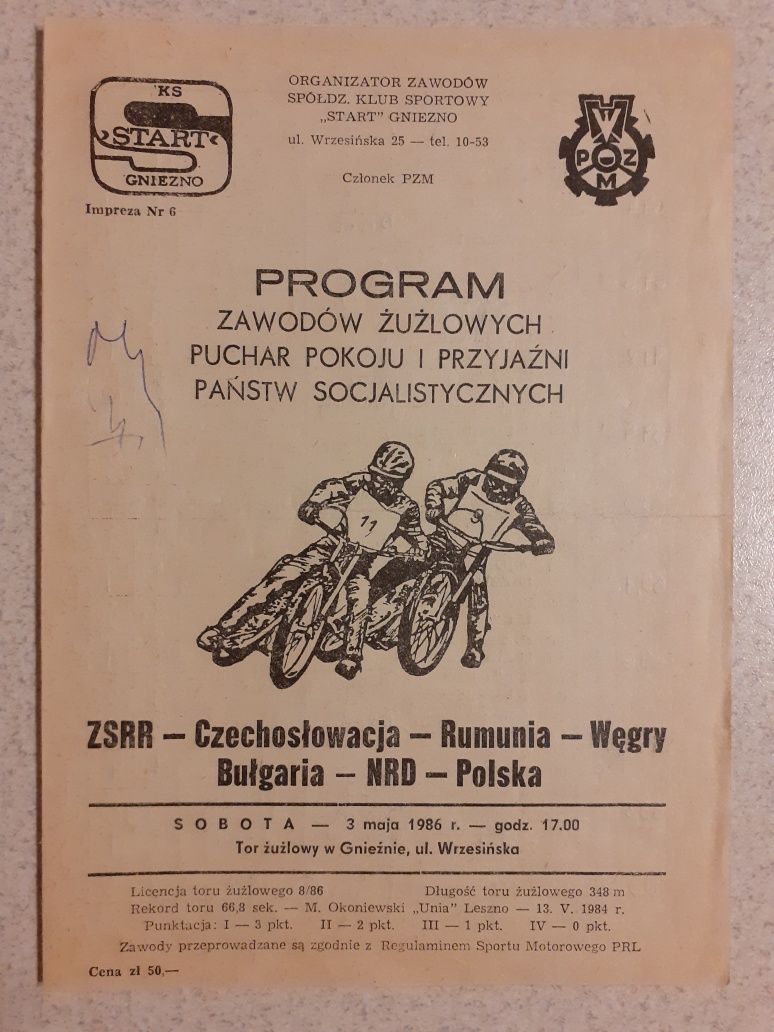 KS
START
GNIEZNO
Impreza Nr 6
ORGANIZATOR ZAWODÓW
SPÓŁDZ. KLUB SPORTOWY
„START" GNIEZNO
ul. Wrzesińska 25 — tel. 10-53
Członek PZM
PZM
PROGRAM
ZAWODÓW ŻUŻLOWYCH
PUCHAR POKOJU I PRZYJAŹNI
PAŃSTW SOCJALISTYCZNYCH
11
ZSRR — Czechosłowacja — Rumunia — Węgry
Bułgaria — NRD — Polska
SOBOTA — 3 maja 1986 r. — godz. 17.00
Tor żużlowy w Gnieźnie, ul. Wrzesińska
Licencja toru żużlowego 8/86 Długość toru żużlowego 348 m
Rekord toru 66,8 sek. — M. Okoniewski „Unia" Leszno — 13. V. 1984 r.
Punktacja: I — 3 pkt. II — 2 pkt. III — 1 pkt. IV — 0 pkt.
Zawody przeprowadzane są zgodnie z Regulaminem Sportu Motorowego PRL
Cena zł 50,—